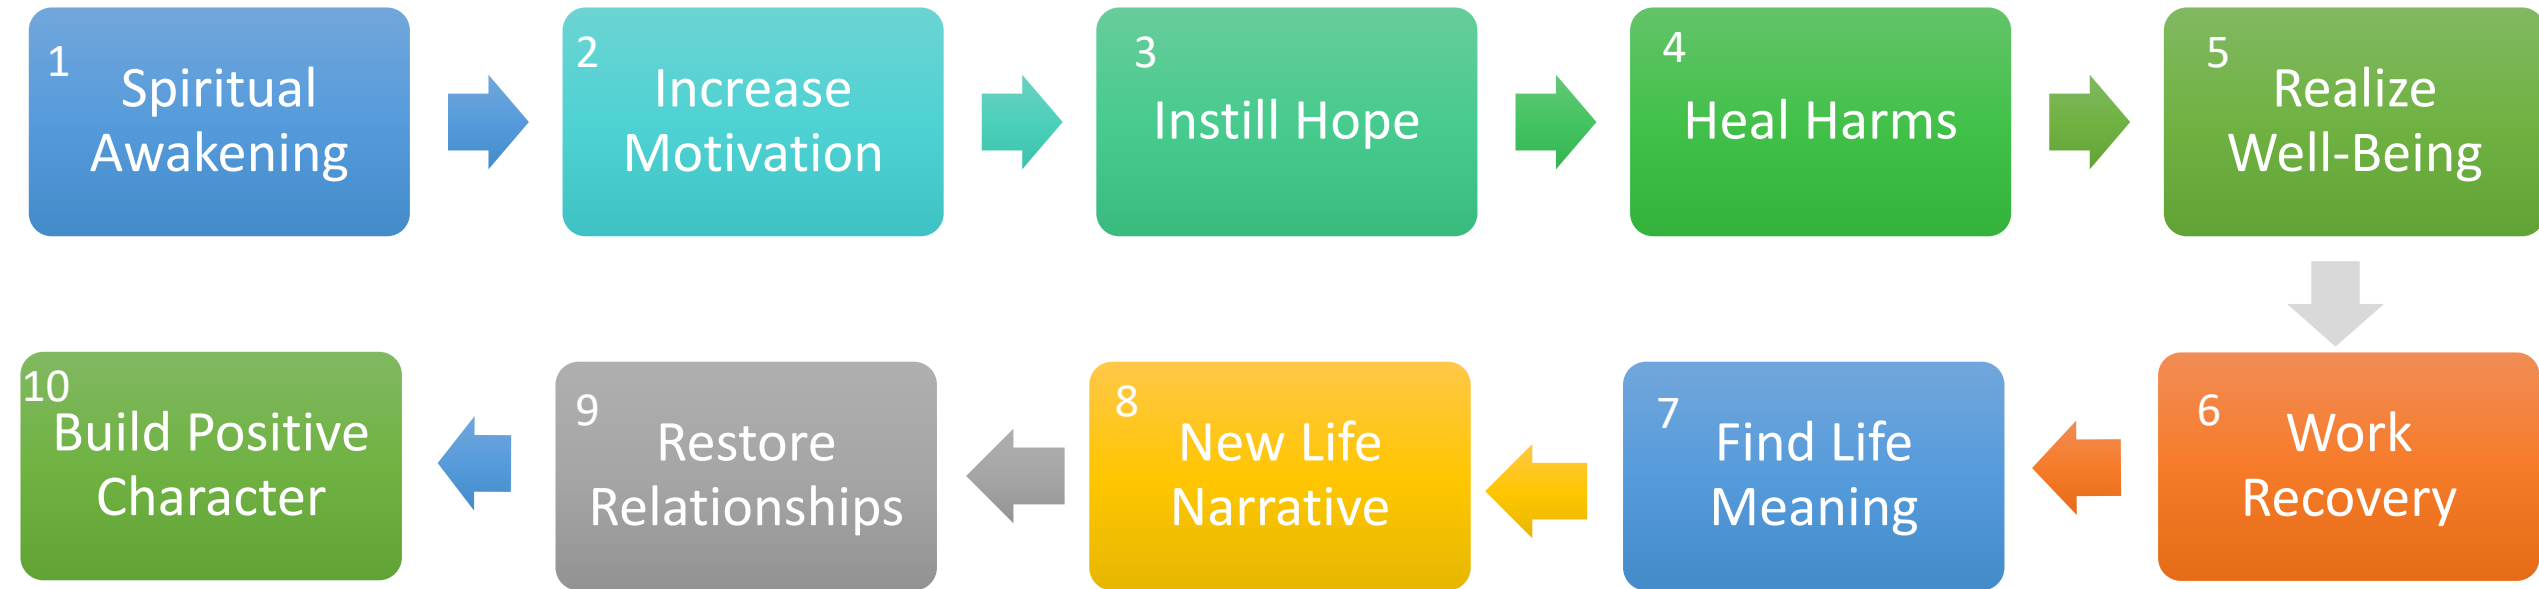 1
Spiritual
Awakening
2
Increase
Motivation
3
Instill Hope
4
Heal Harms
5
Realize
Well-Being
6
Work
Recovery
7
Find Life
Meaning
8
New Life
Narrative
9
Restore
Relationships
10
Build Positive
Character